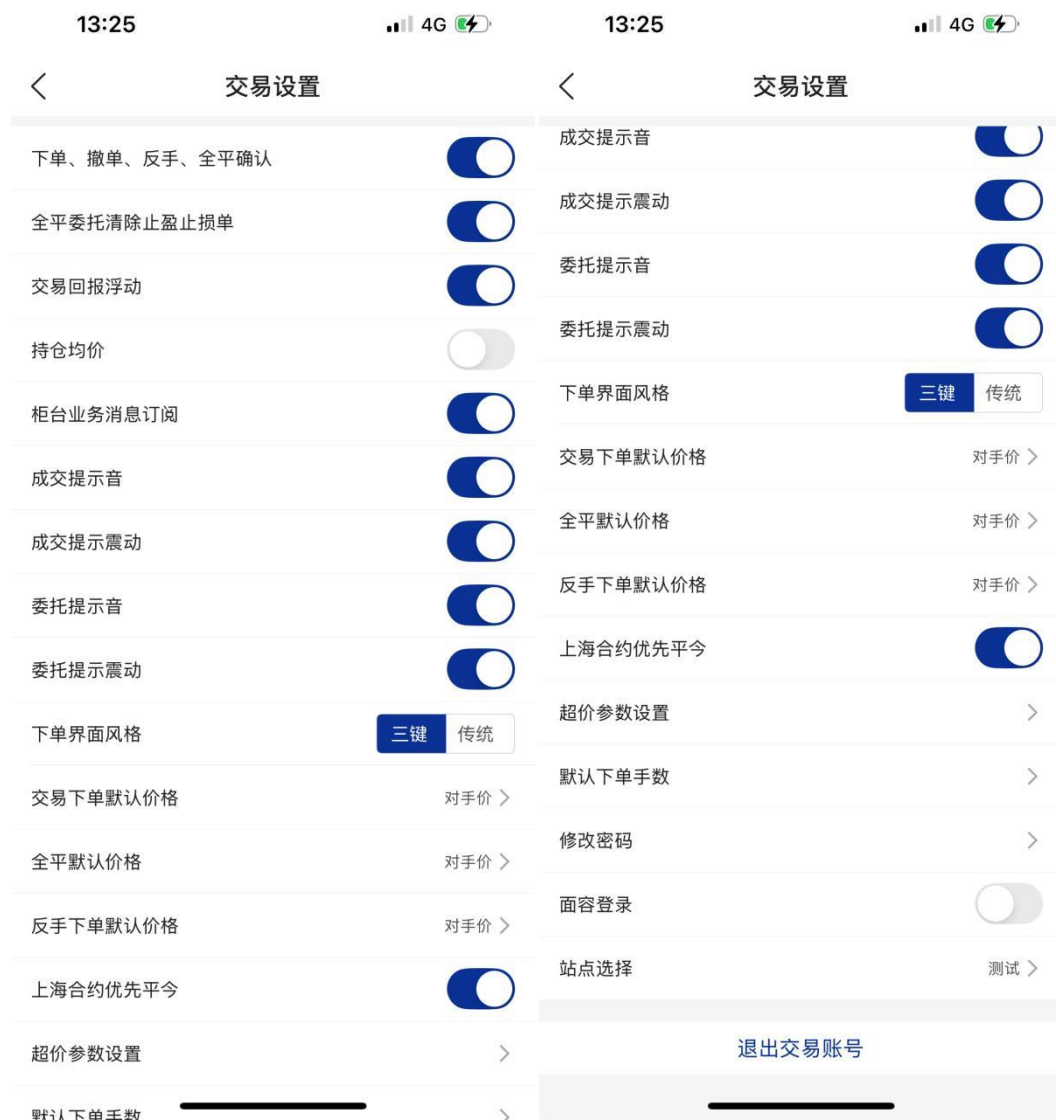 13:25
4G
交易设置
下单、撤单、反手、全平确认
全平委托清除止盈止损单
交易回报浮动
持仓均价
柜台业务消息订阅
成交提示音
成交提示震动
委托提示音
委托提示震动
下单界面风格 三键 传统
交易下单默认价格 对手价
全平默认价格 对手价
反手下单默认价格 对手价
上海合约优先平今
超价参数设置
默认下单手数
13:25
4G
交易设置
成交提示音
成交提示震动
委托提示音
委托提示震动
下单界面风格 三键 传统
交易下单默认价格 对手价
全平默认价格 对手价
反手下单默认价格 对手价
上海合约优先平今
超价参数设置
默认下单手数
修改密码
面容登录
站点选择 测试
退出交易账号